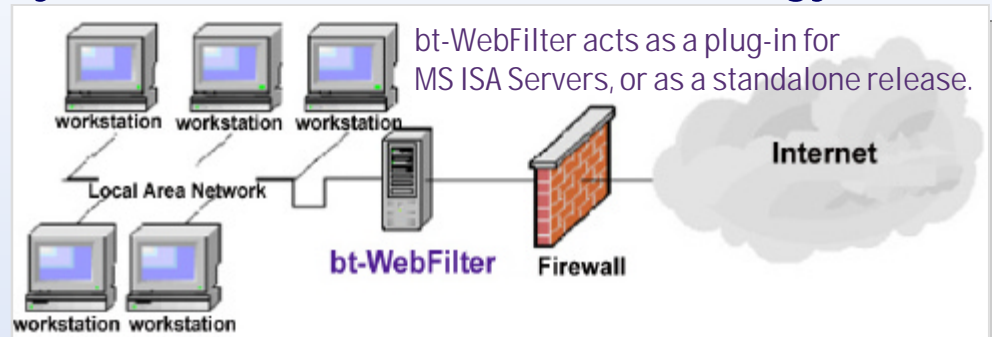 bt-WebFilter acts as a plug-in for
MS ISA Servers, or as a standalone release.
workstation workstation workstation
Internet
Local Area Network
bt-WebFilter
Firewall
workstation workstation